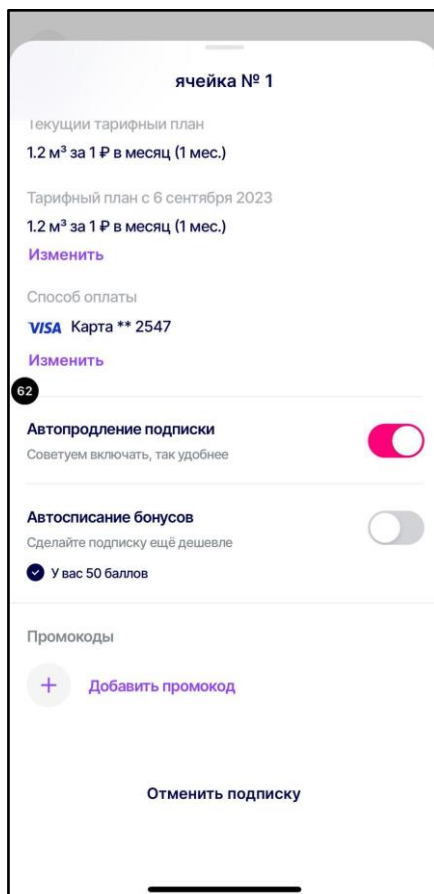 ячейка № 1
Текущий тарифный план
1.2 м³ за 1 ₽ в месяц (1 мес.)
Тарифный план с 6 сентября 2023
1.2 м³ за 1 ₽ в месяц (1 мес.)
Изменить
Способ оплаты
VISA Карта ** 2547
Изменить
62
Автопродление подписки
Советуем включать, так удобнее
Автосписание бонусов
Сделайте подписку ещё дешевле
У вас 50 баллов
Промокоды
+ Добавить промокод
Отменить подписку